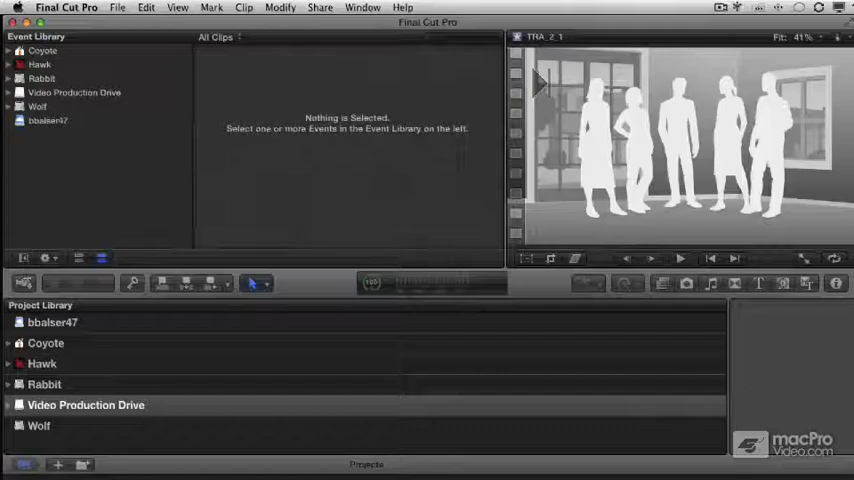 Final Cut Pro File Edit View Mark Clip Modify Share Window Help
Final Cut Pro
Event Library All Clips TRA_2_1 Fit: 41%
Coyote
Hawk
Rabbit
Video Production Drive
Wolf
bbalser47
Nothing is Selected.
Select one or more Events in the Event Library on the left.
100
Project Library
bbalser47
Coyote
Hawk
Rabbit
Video Production Drive
Wolf
macPro
Video.com
Projects